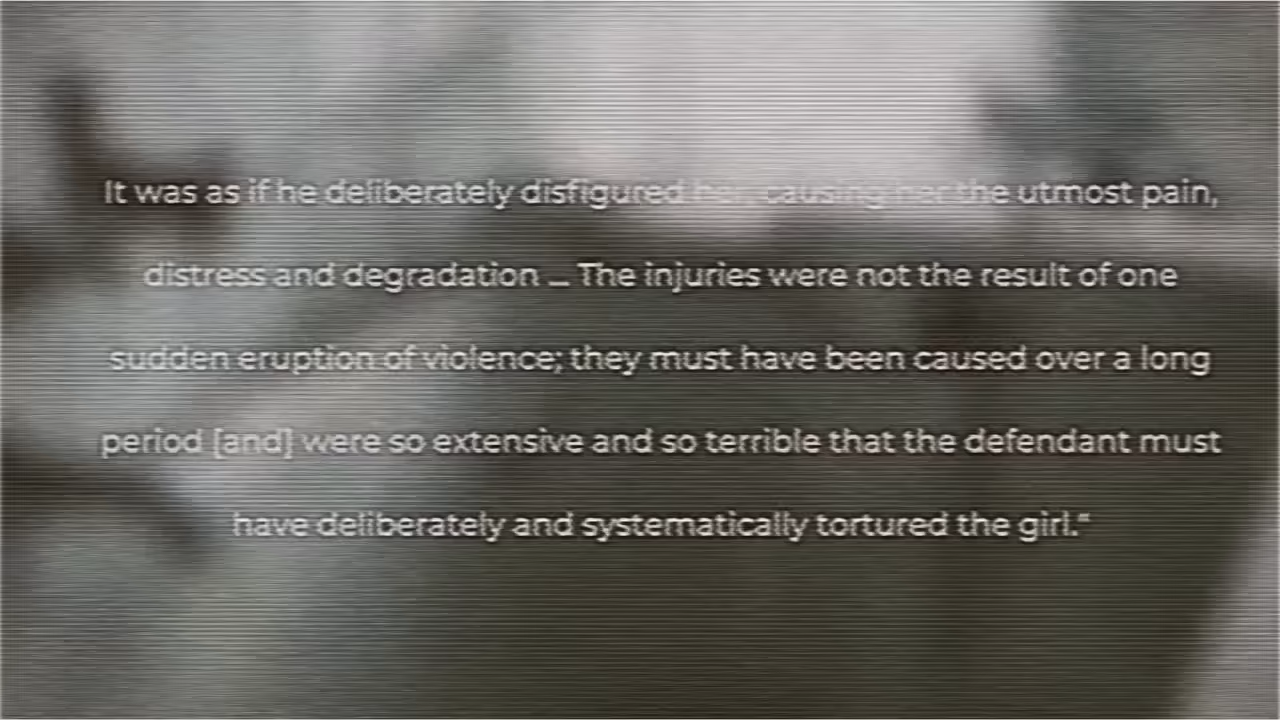 It was as if he deliberately disfigured her, causing her the utmost pain,
distress and degradation ... The injuries were not the result of one
sudden eruption of violence; they must have been caused over a long
period [and] were so extensive and so terrible that the defendant must
have deliberately and systematically tortured the girl."